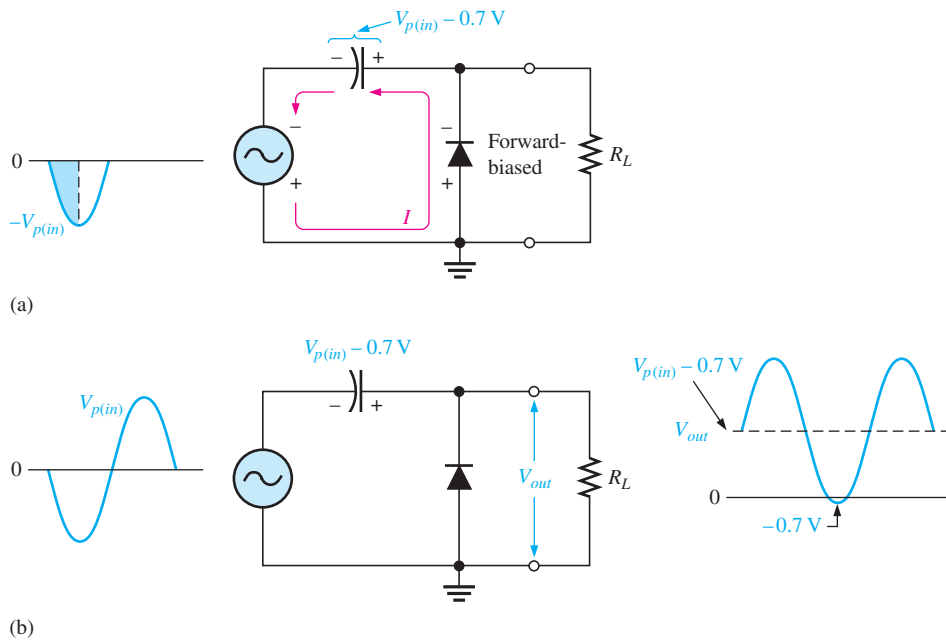 V_p(in) – 0.7 V
– +
–
–
Forward-
biased
R_L
0
+
+
–V_p(in)
I
(a)
V_p(in) – 0.7 V
V_p(in) – 0.7 V
– +
V_p(in)
V_out
0
V_out
R_L
0
–0.7 V
(b)